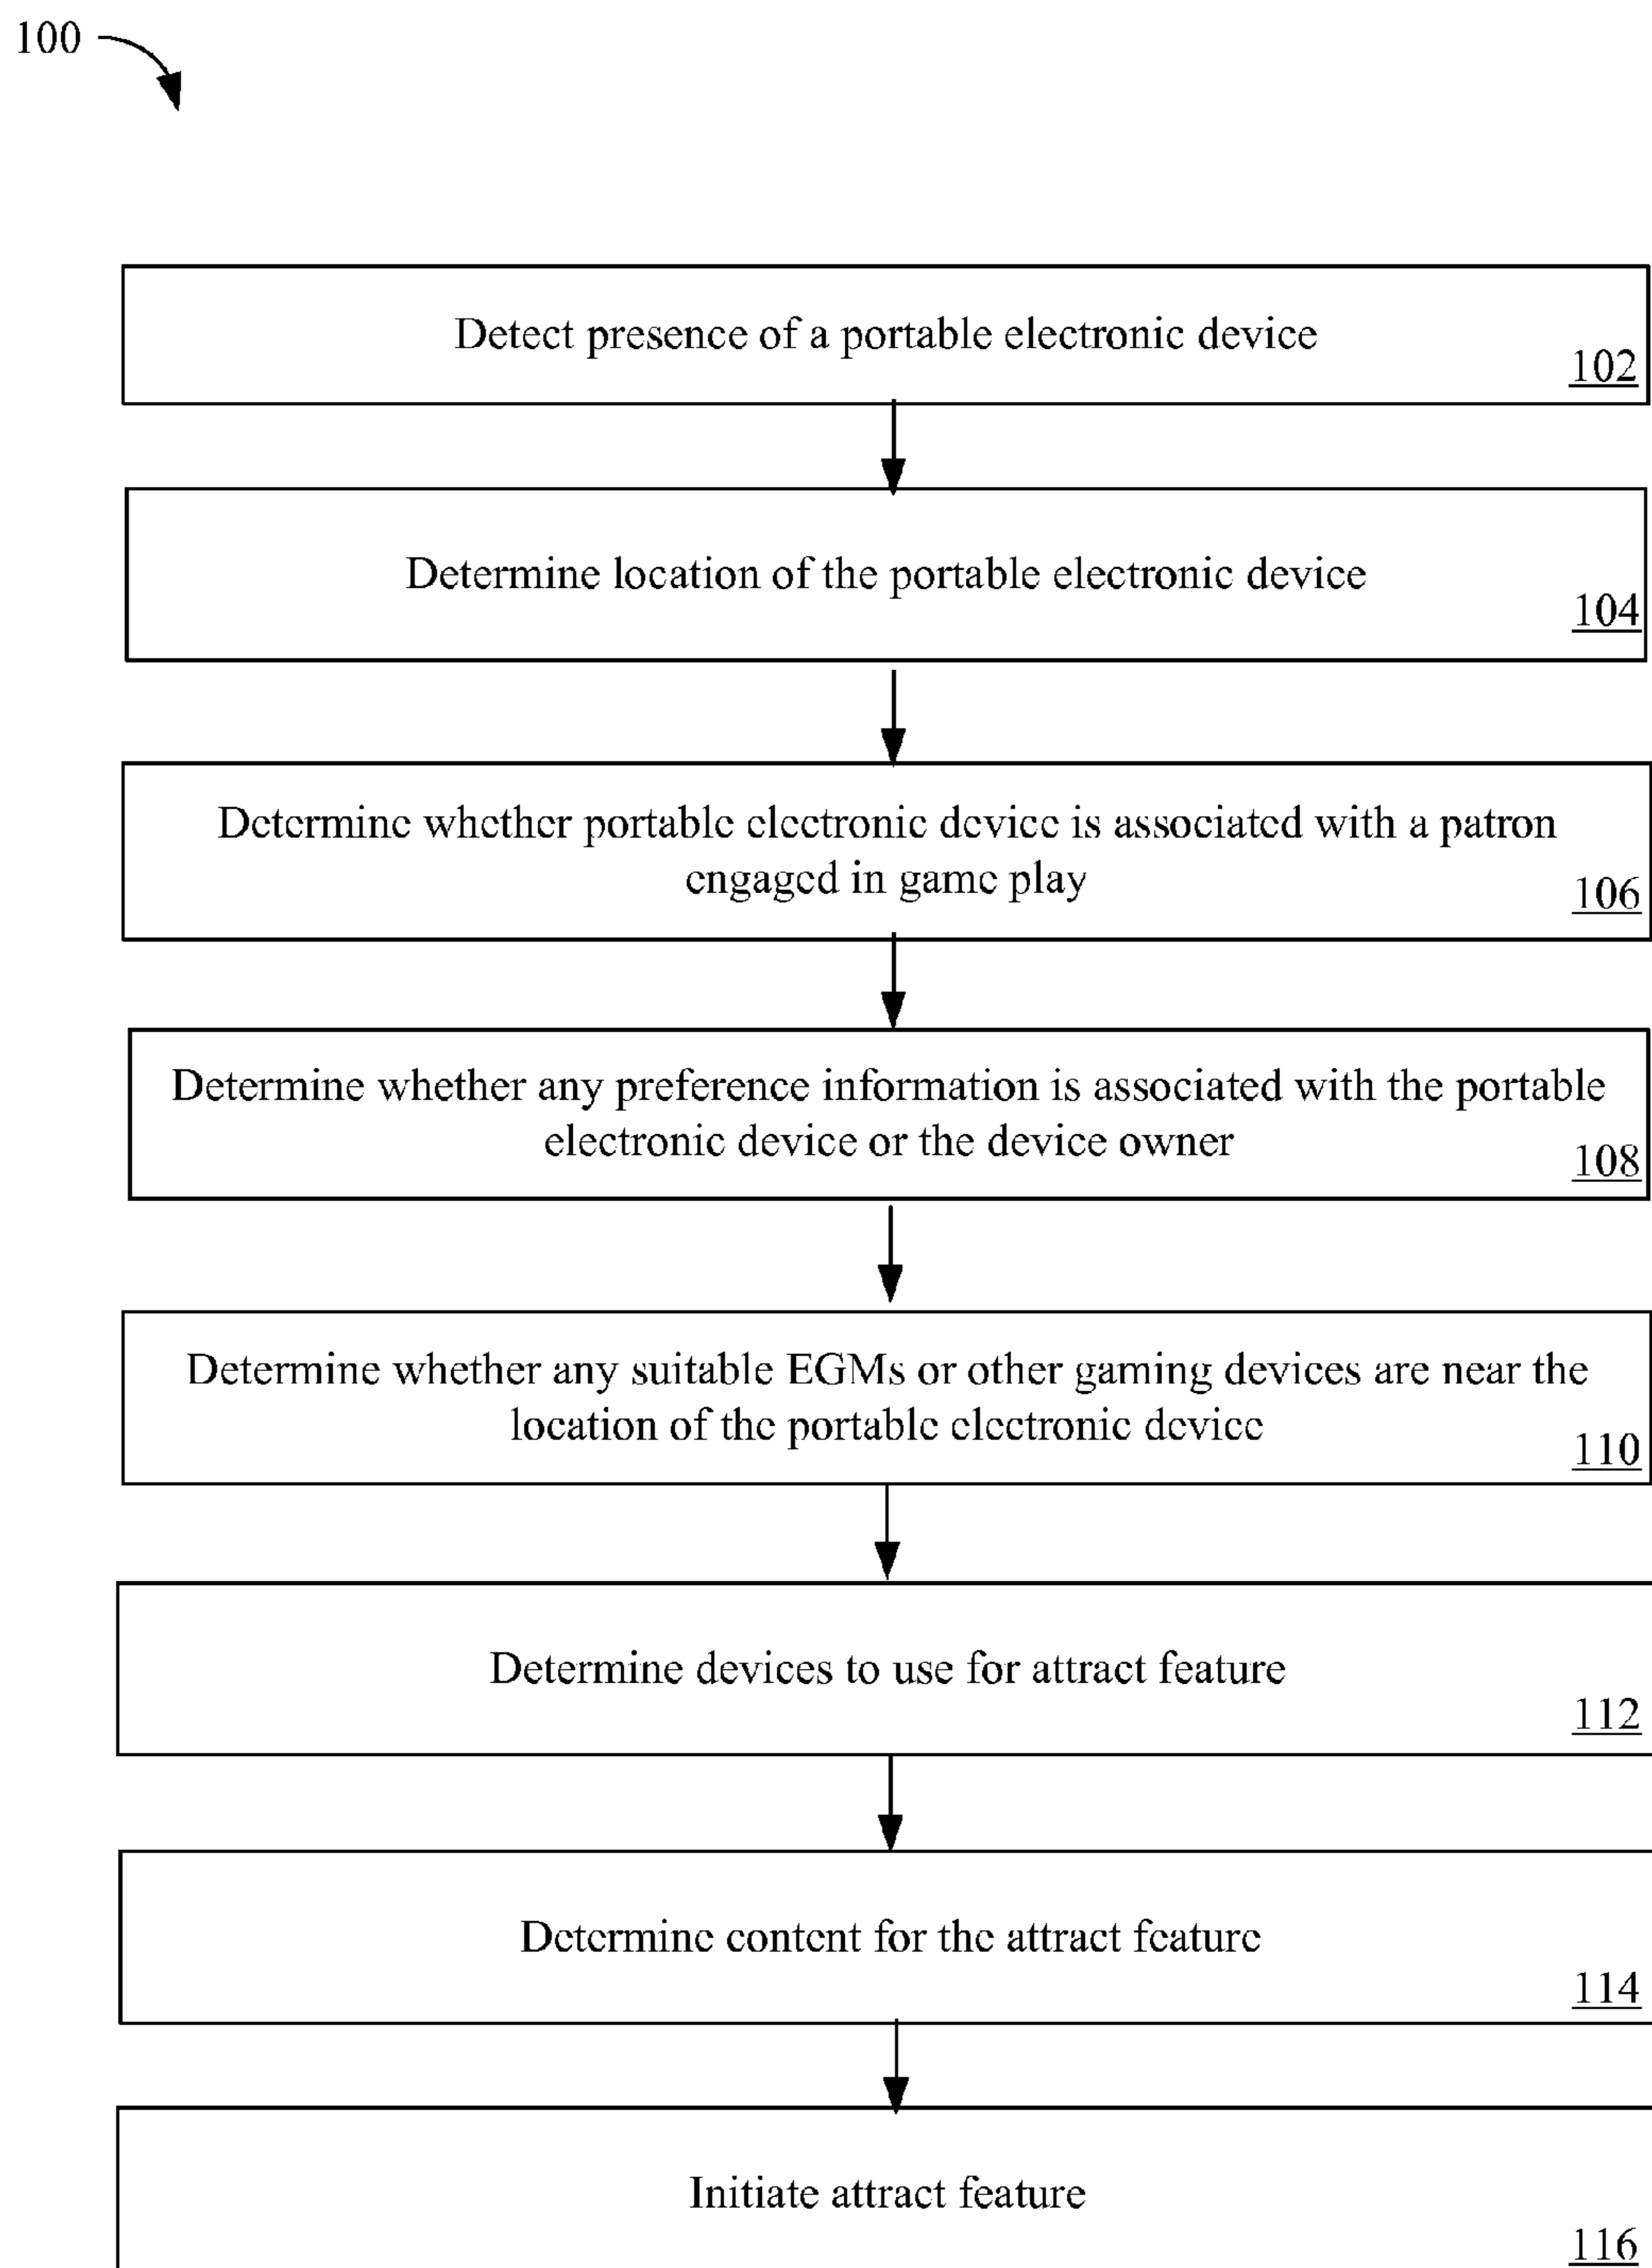 100
Detect presence of a portable electronic device
102
Determine location of the portable electronic device
104
Determine whether portable electronic device is associated with a patron
engaged in game play
106
Determine whether any preference information is associated with the portable
electronic device or the device owner
108
Determine whether any suitable EGMs or other gaming devices are near the
location of the portable electronic device
110
Determine devices to use for attract feature
112
Determine content for the attract feature
114
Initiate attract feature
116